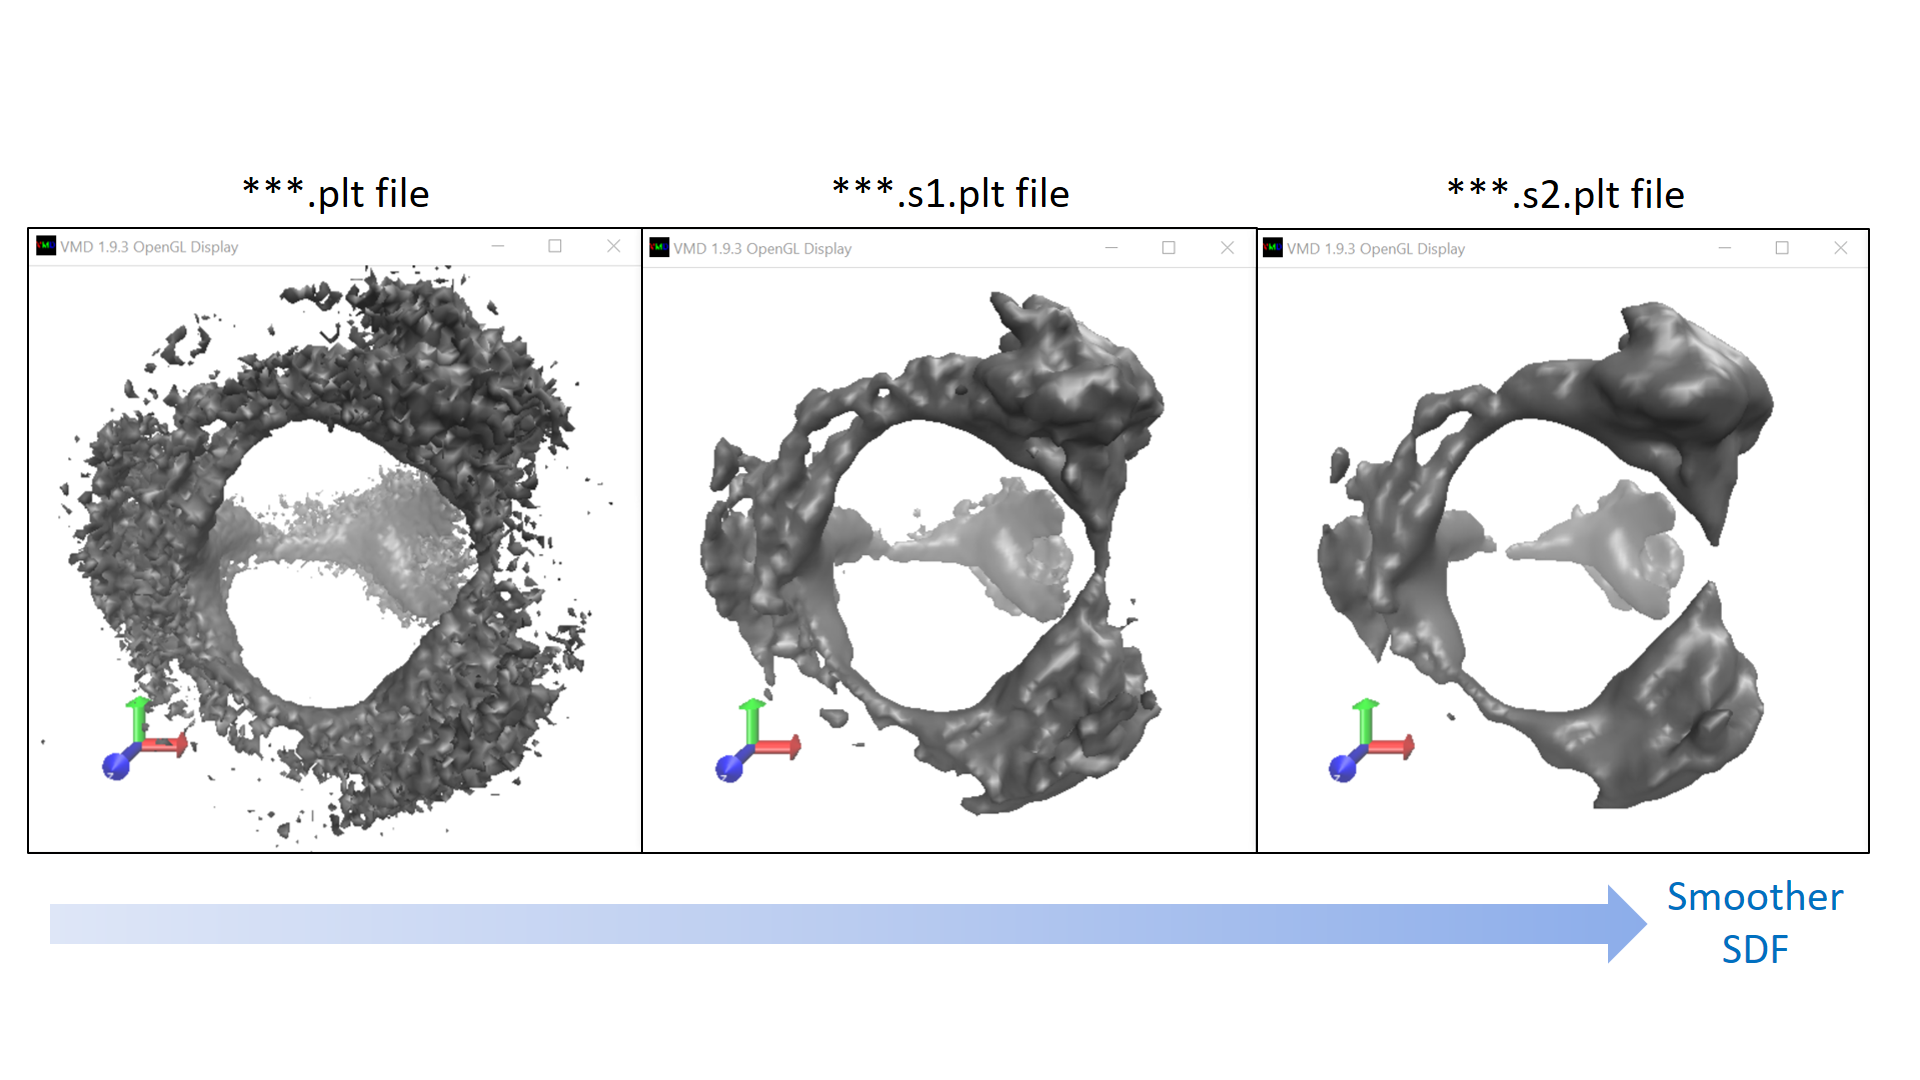 ***.plt file
***.s1.plt file
***.s2.plt file
VMD 1.9.3 OpenGL Display
VMD 1.9.3 OpenGL Display
VMD 1.9.3 OpenGL Display
Z
Z
Z
Smoother
SDF